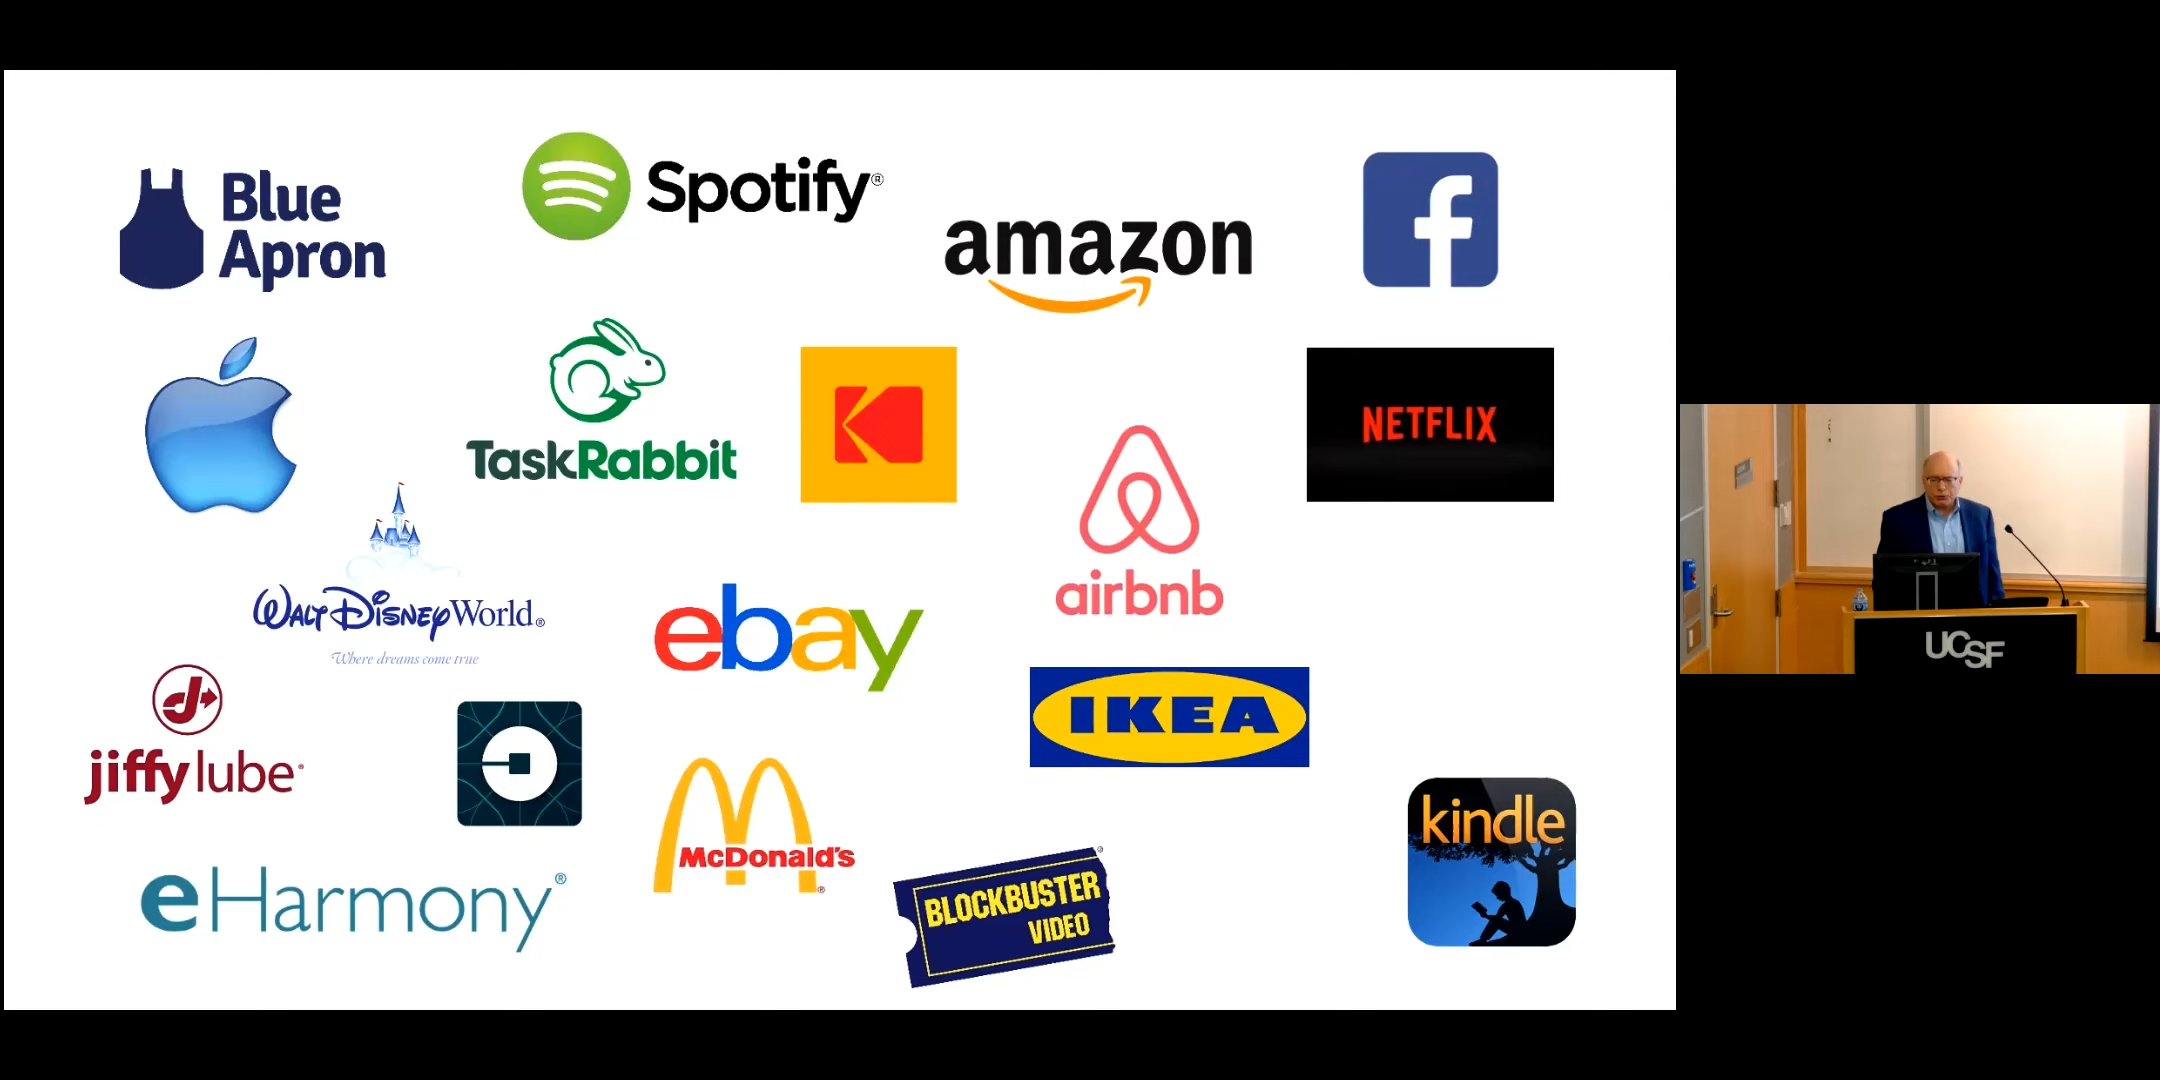 Blue
Apron
Spotify®
amazon
f
TaskRabbit
K
NETFLIX
airbnb
WALT DISNEY World®
Where dreams come true
ebay
IKEA
jiffy lube
McDonald's®
kindle
eHarmony®
BLOCKBUSTER®
VIDEO
UCSF